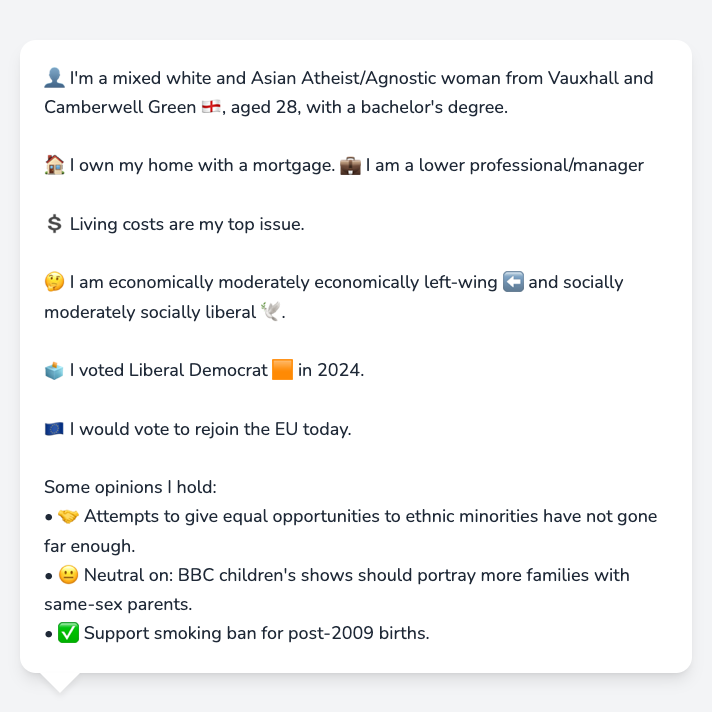 👤 I'm a mixed white and Asian Atheist/Agnostic woman from Vauxhall and
Camberwell Green 🏴󠁧󠁢󠁥󠁮󠁧󠁿, aged 28, with a bachelor's degree.
🏠 I own my home with a mortgage. 💼 I am a lower professional/manager
💲 Living costs are my top issue.
🤔 I am economically moderately economically left-wing ⬅️ and socially
moderately socially liberal 🕊️.
🗳️ I voted Liberal Democrat 🟧 in 2024.
🇪🇺 I would vote to rejoin the EU today.
Some opinions I hold:
• 🤝 Attempts to give equal opportunities to ethnic minorities have not gone
far enough.
• 😐 Neutral on: BBC children's shows should portray more families with
same-sex parents.
• ✅ Support smoking ban for post-2009 births.